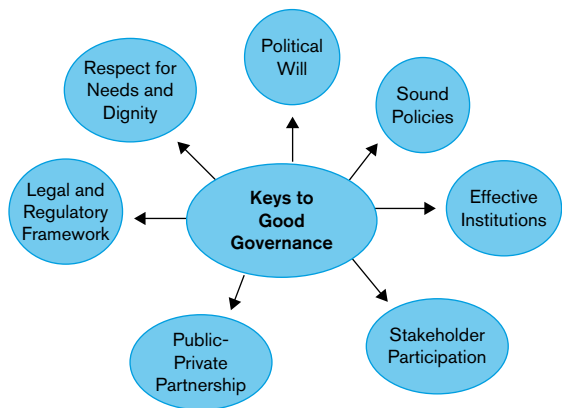 Political
Will
Respect for
Needs and
Dignity
Sound
Policies
Legal and
Regulatory
Framework
Keys to
Good
Governance
Effective
Institutions
Public-
Private
Partnership
Stakeholder
Participation